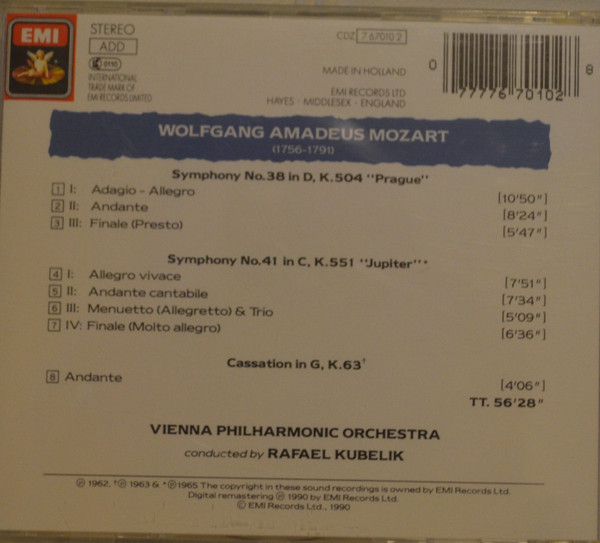 EMI
STEREO
ADD
INTERNATIONAL
TRADE MARK OF
EMI RECORDS LIMITED
CDZ 7 67010 2
MADE IN HOLLAND
EMI RECORDS LTD
HAYES · MIDDLESEX · ENGLAND
0 77776 70102 8
WOLFGANG AMADEUS MOZART
(1756-1791)
Symphony No.38 in D, K.504 "Prague"
1 I: Adagio - Allegro [10'50"]
2 II: Andante [8'24"]
3 III: Finale (Presto) [5'47"]
Symphony No.41 in C, K.551 "Jupiter"*
4 I: Allegro vivace [7'51"]
5 II: Andante cantabile [7'34"]
6 III: Menuetto (Allegretto) & Trio [5'09"]
7 IV: Finale (Molto allegro) [6'36"]
Cassation in G, K.63†
8 Andante [4'06"]
TT. 56'28"
VIENNA PHILHARMONIC ORCHESTRA
conducted by RAFAEL KUBELIK
℗ 1962, †℗ 1963 & *℗ 1965 The copyright in these sound recordings is owned by EMI Records Ltd.
Digital remastering ℗ 1990 by EMI Records Ltd.
© EMI Records Ltd., 1990